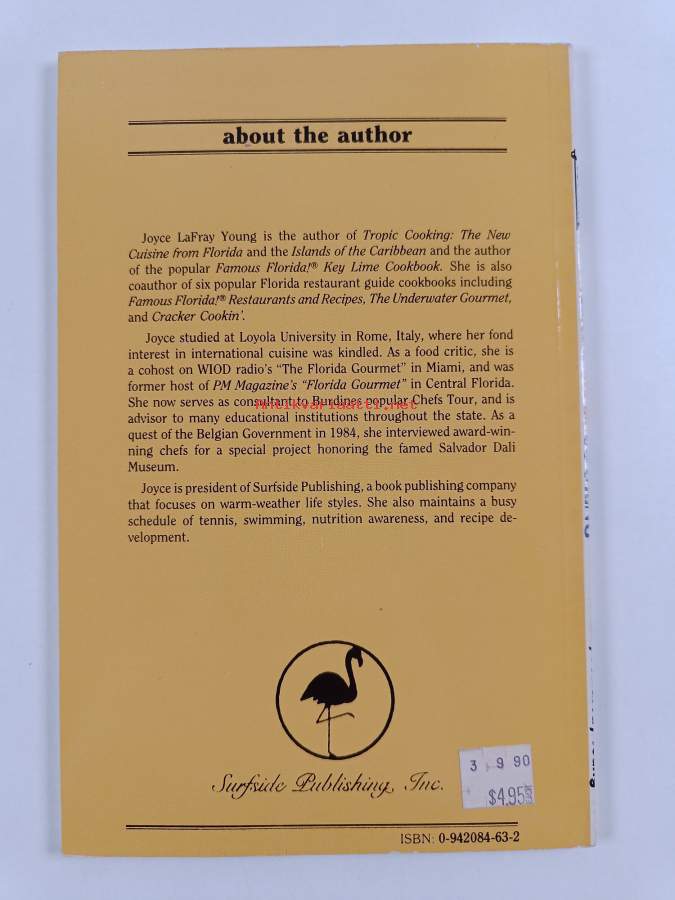 about the author
Joyce LaFray Young is the author of Tropic Cooking: The New
Cuisine from Florida and the Islands of the Caribbean and the author
of the popular Famous Florida!® Key Lime Cookbook. She is also
coauthor of six popular Florida restaurant guide cookbooks including
Famous Florida!® Restaurants and Recipes, The Underwater Gourmet,
and Cracker Cookin'.
Joyce studied at Loyola University in Rome, Italy, where her fond
interest in international cuisine was kindled. As a food critic, she is
a cohost on WIOD radio's “The Florida Gourmet” in Miami, and was
former host of PM Magazine's “Florida Gourmet” in Central Florida.
She now serves as consultant to Burdines popular Chefs Tour, and is
Antikvariaatti.net
advisor to many educational institutions throughout the state. As a
quest of the Belgian Government in 1984, she interviewed award-win-
ning chefs for a special project honoring the famed Salvador Dali
Museum.
Joyce is president of Surfside Publishing, a book publishing company
that focuses on warm-weather life styles. She also maintains a busy
schedule of tennis, swimming, nutrition awareness, and recipe de-
velopment.
Surfside Publishing, Inc.
3 9 90
$4.95
ISBN: 0-942084-63-2